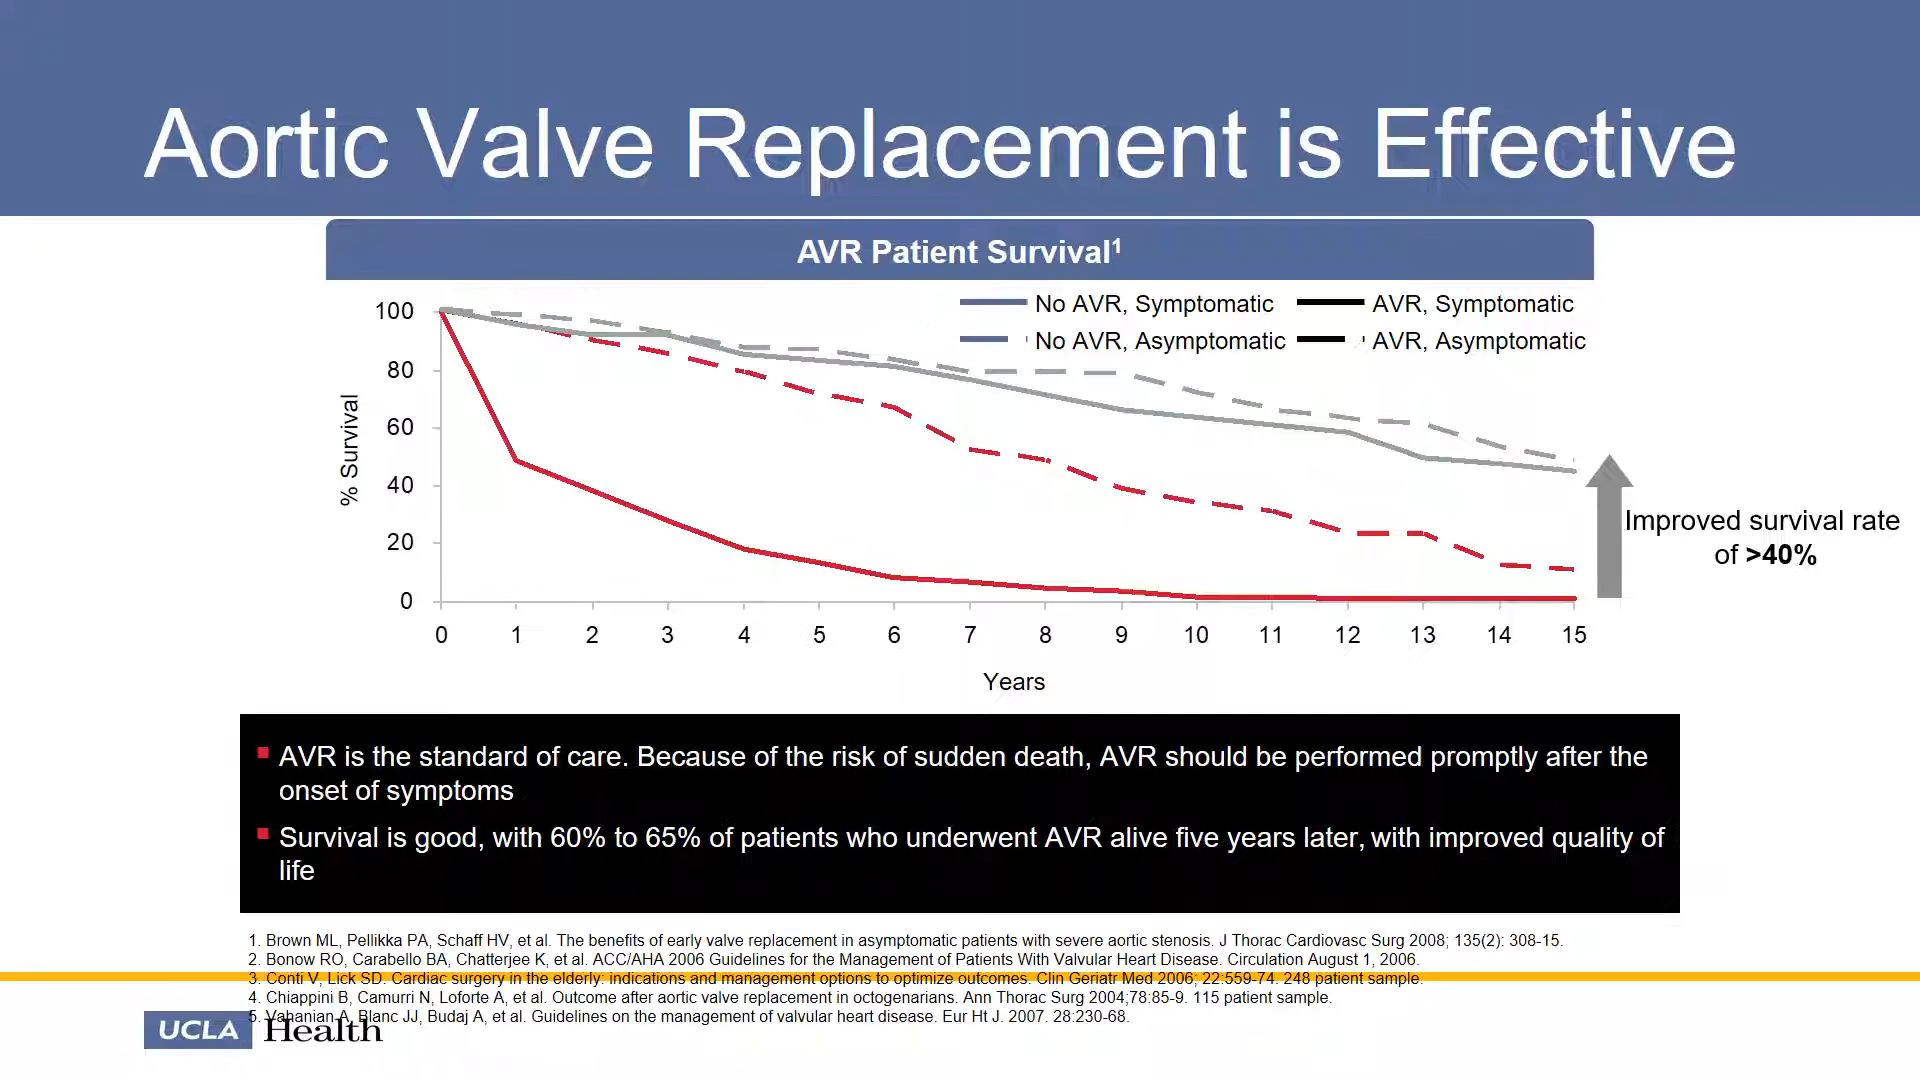 Aortic Valve Replacement is Effective
AVR Patient Survival¹
No AVR, Symptomatic
AVR, Symptomatic
No AVR, Asymptomatic
AVR, Asymptomatic
% Survival
100
80
60
40
20
0
0 1 2 3 4 5 6 7 8 9 10 11 12 13 14 15
Years
Improved survival rate
of >40%
AVR is the standard of care. Because of the risk of sudden death, AVR should be performed promptly after the
onset of symptoms
Survival is good, with 60% to 65% of patients who underwent AVR alive five years later, with improved quality of
life
1. Brown ML, Pellikka PA, Schaff HV, et al. The benefits of early valve replacement in asymptomatic patients with severe aortic stenosis. J Thorac Cardiovasc Surg 2008; 135(2): 308-15.
2. Bonow RO, Carabello BA, Chatterjee K, et al. ACC/AHA 2006 Guidelines for the Management of Patients With Valvular Heart Disease. Circulation August 1, 2006.
3. Conti V, Lick SD. Cardiac surgery in the elderly: indications and management options to optimize outcomes. Clin Geriatr Med 2006; 22:559-74. 248 patient sample.
4. Chiappini B, Camurri N, Loforte A, et al. Outcome after aortic valve replacement in octogenarians. Ann Thorac Surg 2004;78:85-9. 115 patient sample.
5. Vahanian A, Blanc JJ, Budaj A, et al. Guidelines on the management of valvular heart disease. Eur Ht J. 2007. 28:230-68.
UCLA Health